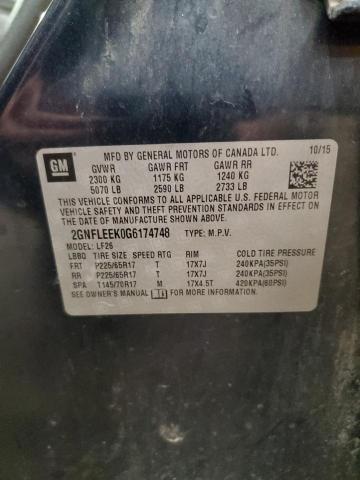 GM MFD BY GENERAL MOTORS OF CANADA LTD. 10/15
GVWR GAWR FRT GAWR RR
2300 KG 1175 KG 1240 KG
5070 LB 2590 LB 2733 LB
THIS VEHICLE CONFORMS TO ALL APPLICABLE U.S. FEDERAL MOTOR
VEHICLE SAFETY AND THEFT PREVENTION STANDARDS IN EFFECT ON THE
DATE OF MANUFACTURE SHOWN ABOVE.
2GNFLEEK0G6174748 TYPE: M.P.V.
MODEL: LF26
LBBQ TIRE SIZE SPEED RTG RIM COLD TIRE PRESSURE
FRT P225/65R17 T 17X7J 240KPA(35PSI)
RR P225/65R17 T 17X7J 240KPA(35PSI)
SPA T145/70R17 M 17X4.5T 420KPA(60PSI)
SEE OWNER'S MANUAL FOR ADDITIONAL INFORMATION.